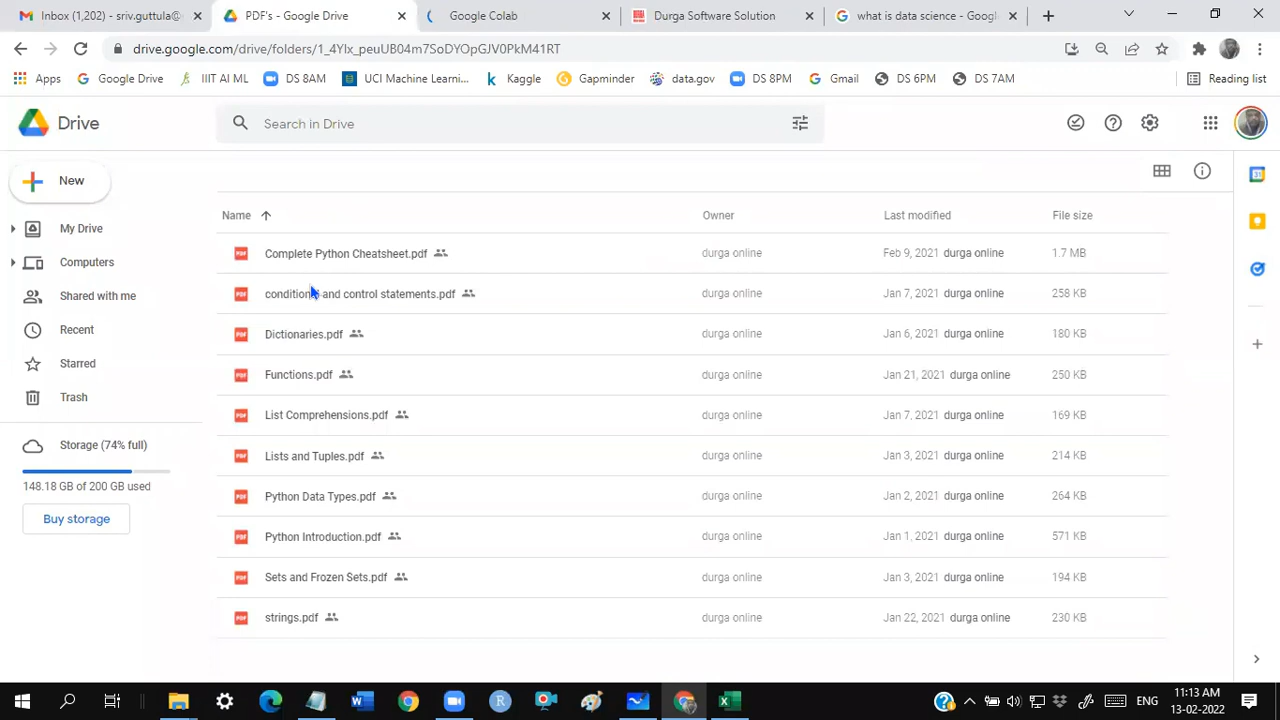 Inbox (1,202) - sriv.guttula@
PDF's - Google Drive
Google Colab
Durga Software Solution
what is data science - Googl
drive.google.com/drive/folders/1_4Ylx_peuUB04m7SoDYOpGJV0PkM41RT
Apps
Google Drive
IIIT AI ML
DS 8AM
UCI Machine Learni...
Kaggle
Gapminder
data.gov
DS 8PM
Gmail
DS 6PM
DS 7AM
Reading list
Drive
Search in Drive
New
My Drive
Computers
Shared with me
Recent
Starred
Trash
Storage (74% full)
148.18 GB of 200 GB used
Buy storage
Name Owner Last modified File size
PDF Complete Python Cheatsheet.pdf durga online Feb 9, 2021 durga online 1.7 MB
PDF conditions and control statements.pdf durga online Jan 7, 2021 durga online 258 KB
PDF Dictionaries.pdf durga online Jan 6, 2021 durga online 180 KB
PDF Functions.pdf durga online Jan 21, 2021 durga online 250 KB
PDF List Comprehensions.pdf durga online Jan 7, 2021 durga online 169 KB
PDF Lists and Tuples.pdf durga online Jan 3, 2021 durga online 214 KB
PDF Python Data Types.pdf durga online Jan 2, 2021 durga online 264 KB
PDF Python Introduction.pdf durga online Jan 1, 2021 durga online 571 KB
PDF Sets and Frozen Sets.pdf durga online Jan 3, 2021 durga online 194 KB
PDF strings.pdf durga online Jan 22, 2021 durga online 230 KB
31
ENG
11:13 AM
13-02-2022